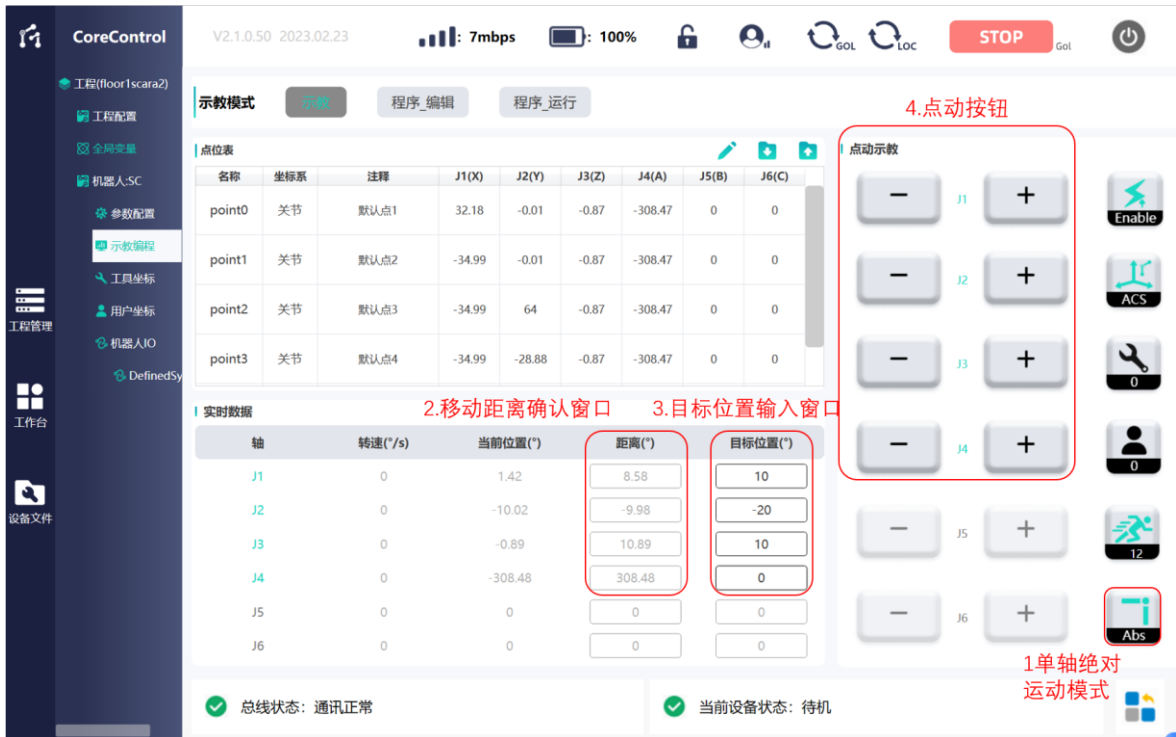 CoreControl
V2.1.0.50 2023.02.23
: 7mbps
: 100%
GOL
LOC
STOP
Gol
工程(floor1scara2)
工程配置
全局变量
机器人:SC
参数配置
示教编程
工具坐标
用户坐标
机器人IO
DefinedSy
工程管理
工作台
设备文件
示教模式 示教 程序_编辑 程序_运行
点位表
名称 坐标系 注释 J1(X) J2(Y) J3(Z) J4(A) J5(B) J6(C)
point0 关节 默认点1 32.18 -0.01 -0.87 -308.47 0 0
point1 关节 默认点2 -34.99 -0.01 -0.87 -308.47 0 0
point2 关节 默认点3 -34.99 64 -0.87 -308.47 0 0
point3 关节 默认点4 -34.99 -28.88 -0.87 -308.47 0 0
实时数据
2.移动距离确认窗口
3.目标位置输入窗口
轴 转速(°/s) 当前位置(°) 距离(°) 目标位置(°)
J1 0 1.42 8.58 10
J2 0 -10.02 -9.98 -20
J3 0 -0.89 10.89 10
J4 0 -308.48 308.48 0
J5 0 0 0 0
J6 0 0 0 0
4.点动按钮
点动示教
− J1 +
− J2 +
− J3 +
− J4 +
− J5 +
− J6 +
Enable
ACS
0
0
12
Abs
1单轴绝对
运动模式
总线状态：通讯正常
当前设备状态：待机